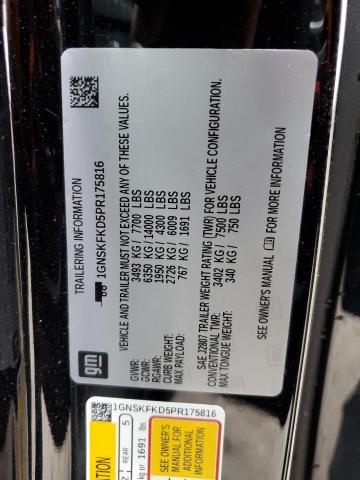 gm
TRAILERING INFORMATION
1GNSKFKD5PR175816
VEHICLE AND TRAILER MUST NOT EXCEED ANY OF THESE VALUES.
GVWR: 3493 KG / 7700 LBS
GCWR: 6350 KG / 14000 LBS
RGAWR: 1950 KG / 4300 LBS
CURB WEIGHT: 2726 KG / 6009 LBS
MAX PAYLOAD: 767 KG / 1691 LBS
SAE J2807 TRAILER WEIGHT RATING (TWR) FOR VEHICLE CONFIGURATION.
CONVENTIONAL TWR: 3402 KG / 7500 LBS
MAX TONGUE WEIGHT: 340 KG / 750 LBS
SEE OWNER'S MANUAL FOR MORE INFORMATION
1GNSKFKD5PR175816
REAR 5
kg or 1691 lbs
SEE OWNER'S
MANUAL FOR
ADDITIONAL
INFORMATION